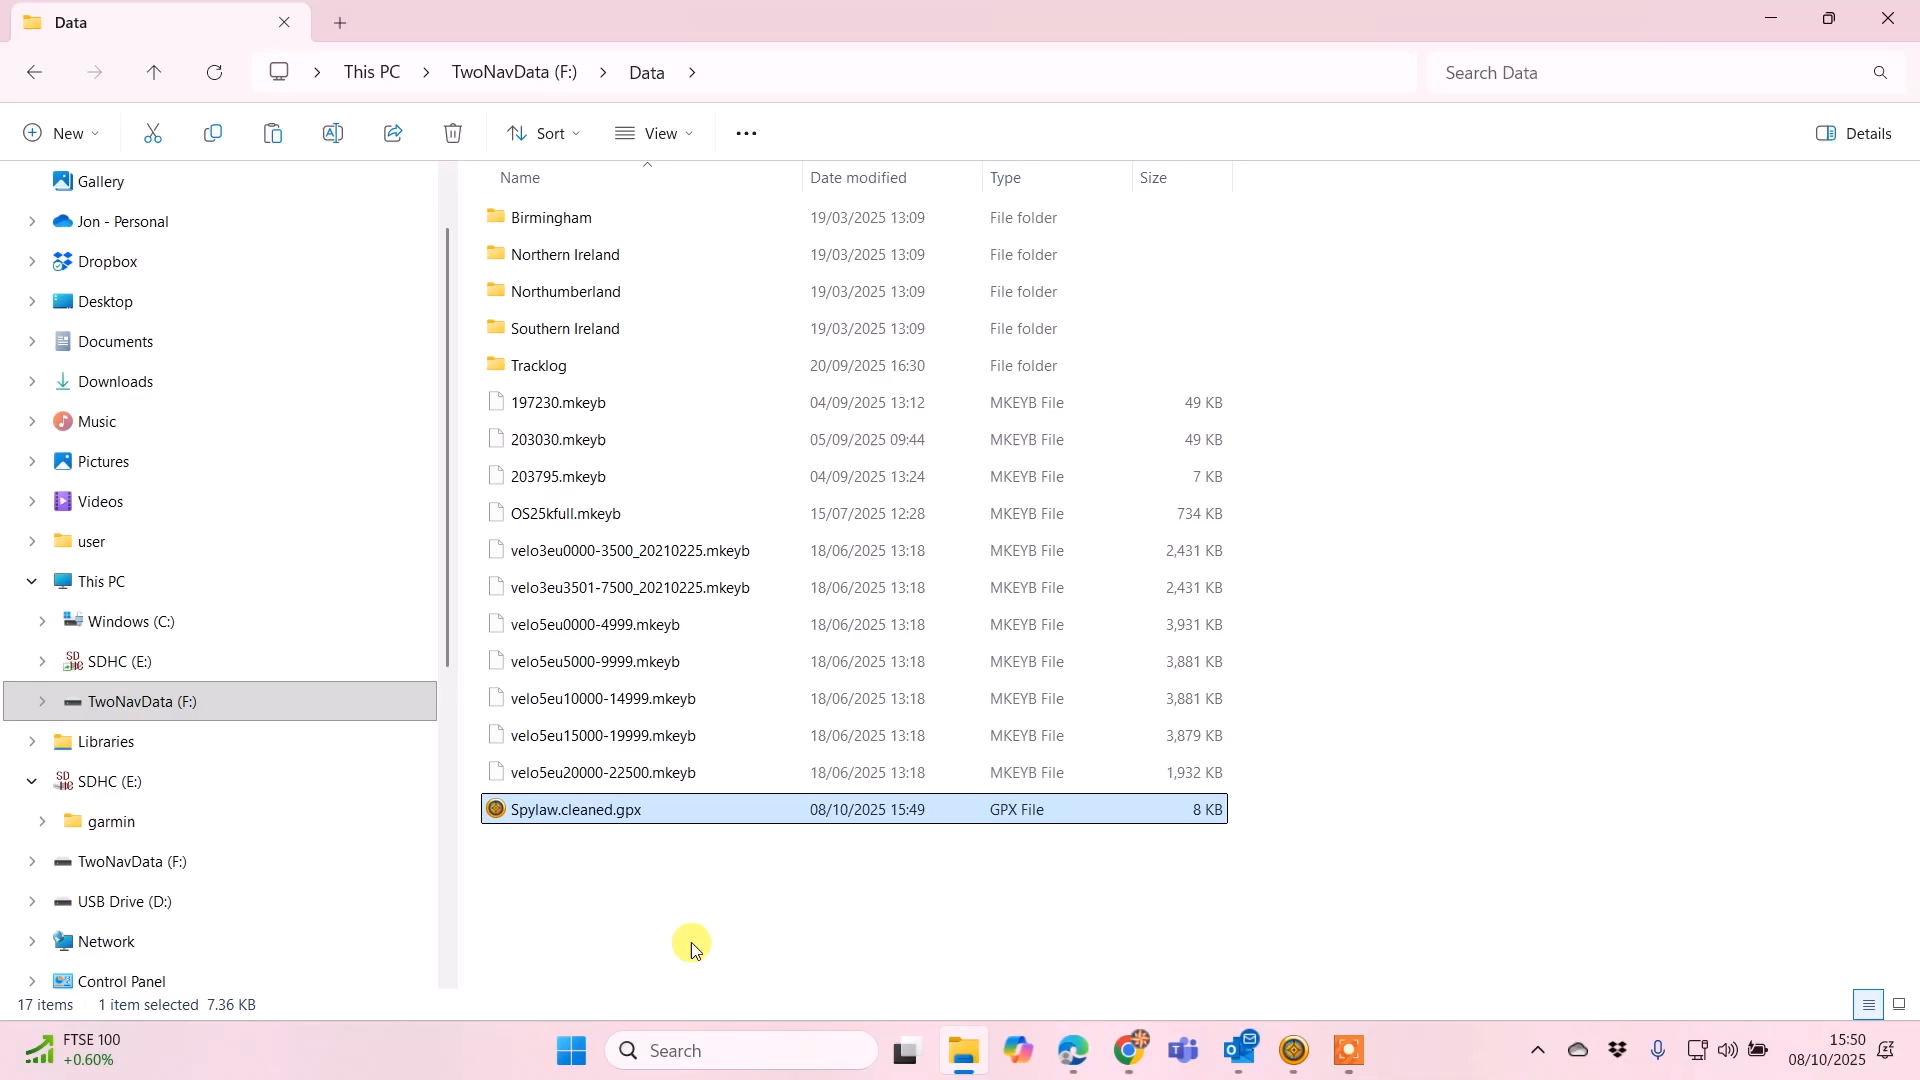 Data
This PC
TwoNavData (F:)
Data
Search Data
New
Sort
View
Details
Gallery
Jon - Personal
Dropbox
Desktop
Documents
Downloads
Music
Pictures
Videos
user
This PC
Windows (C:)
SDHC (E:)
TwoNavData (F:)
Libraries
SDHC (E:)
garmin
TwoNavData (F:)
USB Drive (D:)
Network
Control Panel
Name Date modified Type Size
Birmingham 19/03/2025 13:09 File folder
Northern Ireland 19/03/2025 13:09 File folder
Northumberland 19/03/2025 13:09 File folder
Southern Ireland 19/03/2025 13:09 File folder
Tracklog 20/09/2025 16:30 File folder
197230.mkeyb 04/09/2025 13:12 MKEYB File 49 KB
203030.mkeyb 05/09/2025 09:44 MKEYB File 49 KB
203795.mkeyb 04/09/2025 13:24 MKEYB File 7 KB
OS25kfull.mkeyb 15/07/2025 12:28 MKEYB File 734 KB
velo3eu0000-3500_20210225.mkeyb 18/06/2025 13:18 MKEYB File 2,431 KB
velo3eu3501-7500_20210225.mkeyb 18/06/2025 13:18 MKEYB File 2,431 KB
velo5eu0000-4999.mkeyb 18/06/2025 13:18 MKEYB File 3,931 KB
velo5eu5000-9999.mkeyb 18/06/2025 13:18 MKEYB File 3,881 KB
velo5eu10000-14999.mkeyb 18/06/2025 13:18 MKEYB File 3,881 KB
velo5eu15000-19999.mkeyb 18/06/2025 13:18 MKEYB File 3,879 KB
velo5eu20000-22500.mkeyb 18/06/2025 13:18 MKEYB File 1,932 KB
Spylaw.cleaned.gpx 08/10/2025 15:49 GPX File 8 KB
17 items 1 item selected 7.36 KB
FTSE 100
+0.60%
Search
15:50
08/10/2025